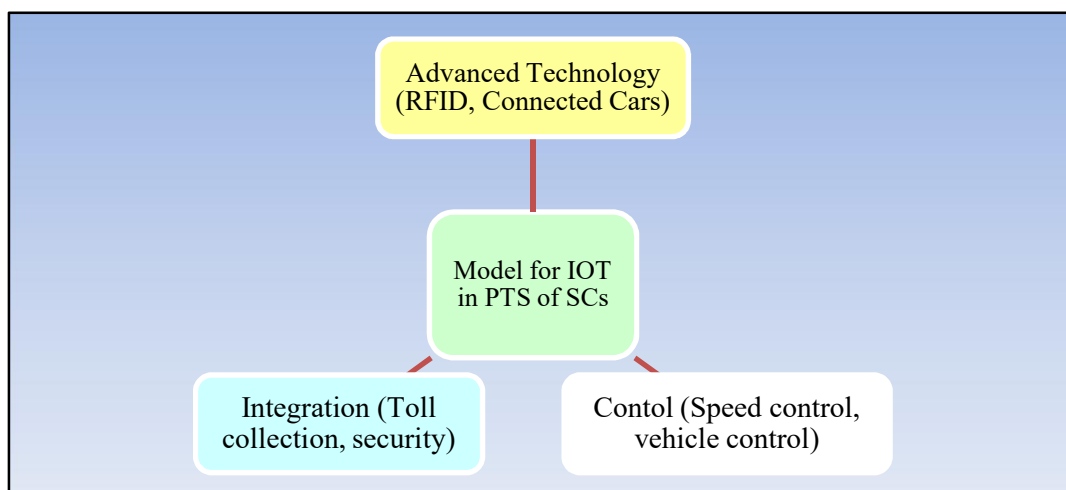 Advanced Technology
(RFID, Connected Cars)
Model for IOT
in PTS of SCs
Integration (Toll
collection, security)
Contol (Speed control,
vehicle control)